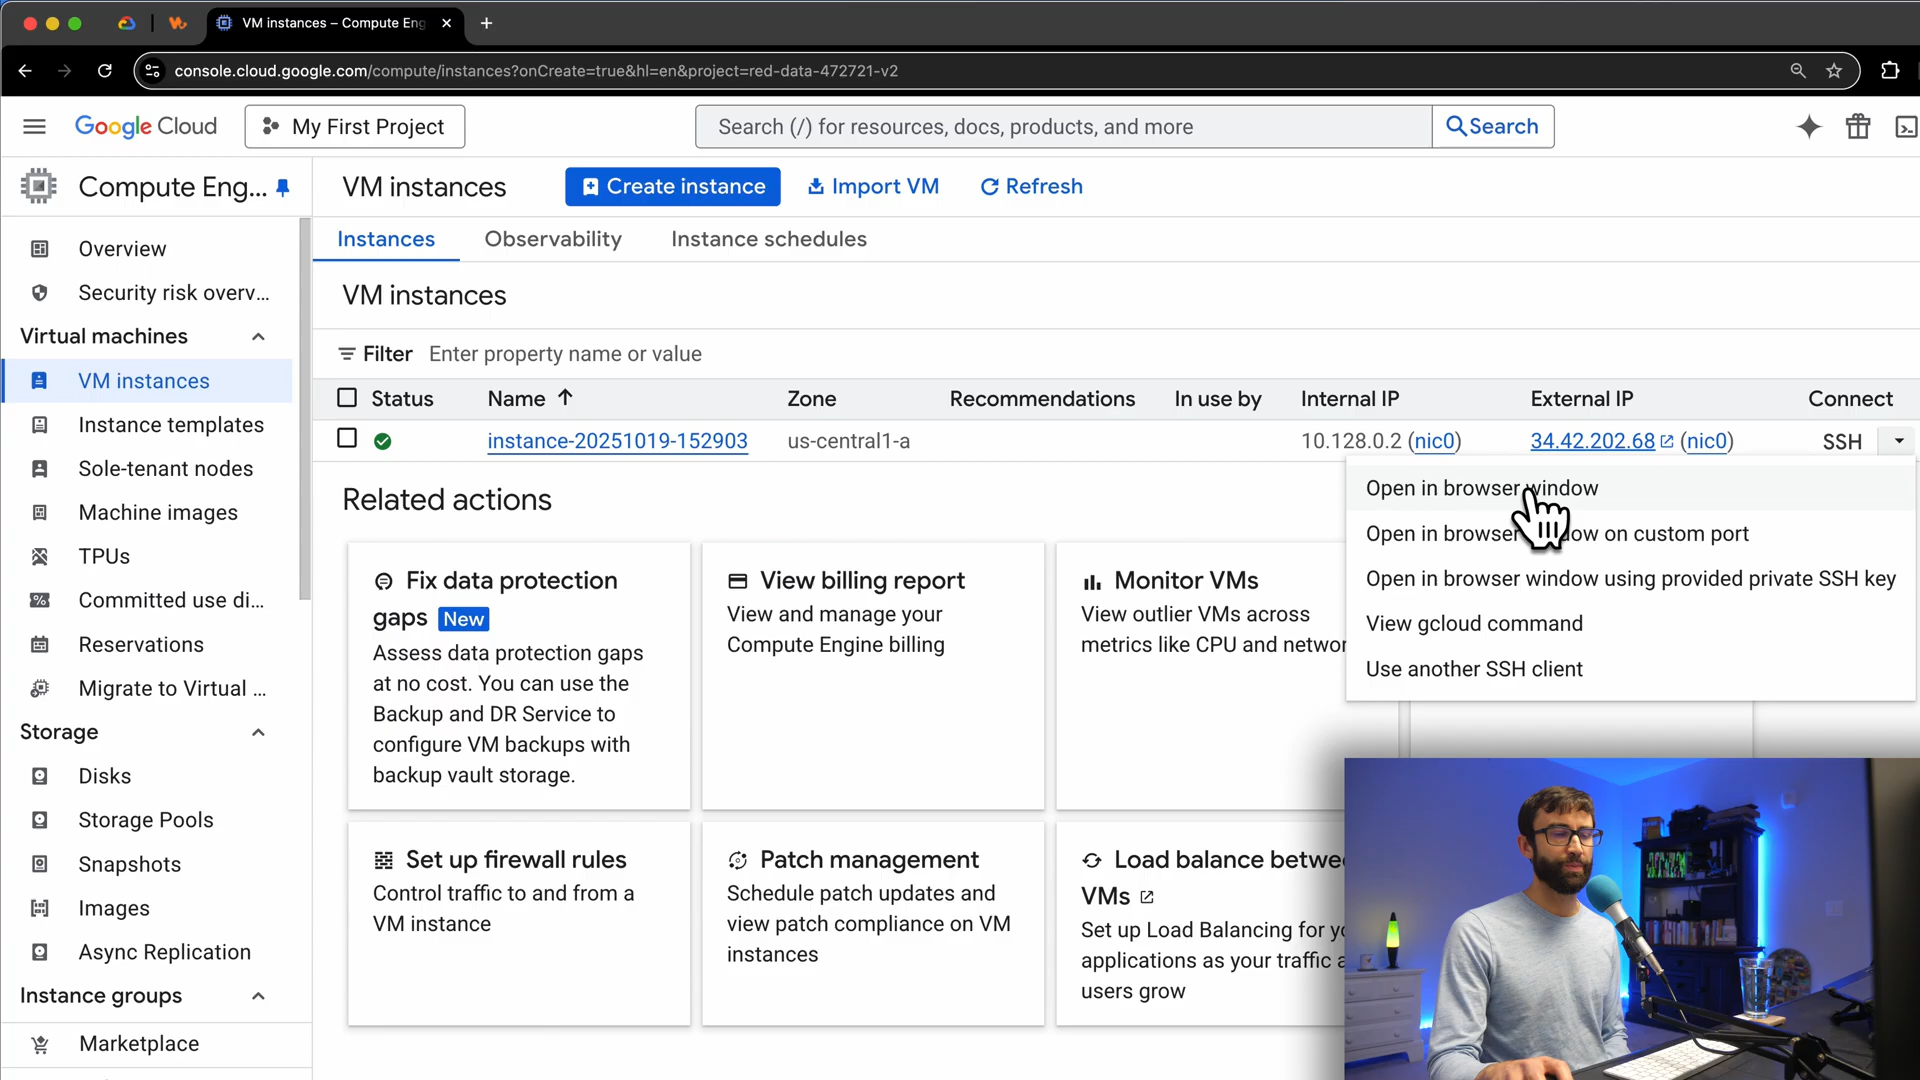 VM instances – Compute Eng
console.cloud.google.com/compute/instances?onCreate=true&hl=en&project=red-data-472721-v2
Google Cloud
My First Project
Search (/) for resources, docs, products, and more
Search
Compute Eng...
VM instances
Create instance
Import VM
Refresh
Overview
Security risk overv...
Virtual machines
VM instances
Instance templates
Sole-tenant nodes
Machine images
TPUs
Committed use di...
Reservations
Migrate to Virtual ...
Storage
Disks
Storage Pools
Snapshots
Images
Async Replication
Instance groups
Marketplace
Instances
Observability
Instance schedules
VM instances
Filter Enter property name or value
Status Name Zone Recommendations In use by Internal IP External IP Connect
instance-20251019-152903 us-central1-a 10.128.0.2 (nic0) 34.42.202.68 (nic0) SSH
Open in browser window
Open in browser window on custom port
Open in browser window using provided private SSH key
View gcloud command
Use another SSH client
Related actions
Fix data protection
gaps New
Assess data protection gaps
at no cost. You can use the
Backup and DR Service to
configure VM backups with
backup vault storage.
View billing report
View and manage your
Compute Engine billing
Monitor VMs
View outlier VMs across
metrics like CPU and networ
Set up firewall rules
Control traffic to and from a
VM instance
Patch management
Schedule patch updates and
view patch compliance on VM
instances
Load balance betwee
VMs
Set up Load Balancing for yo
applications as your traffic a
users grow